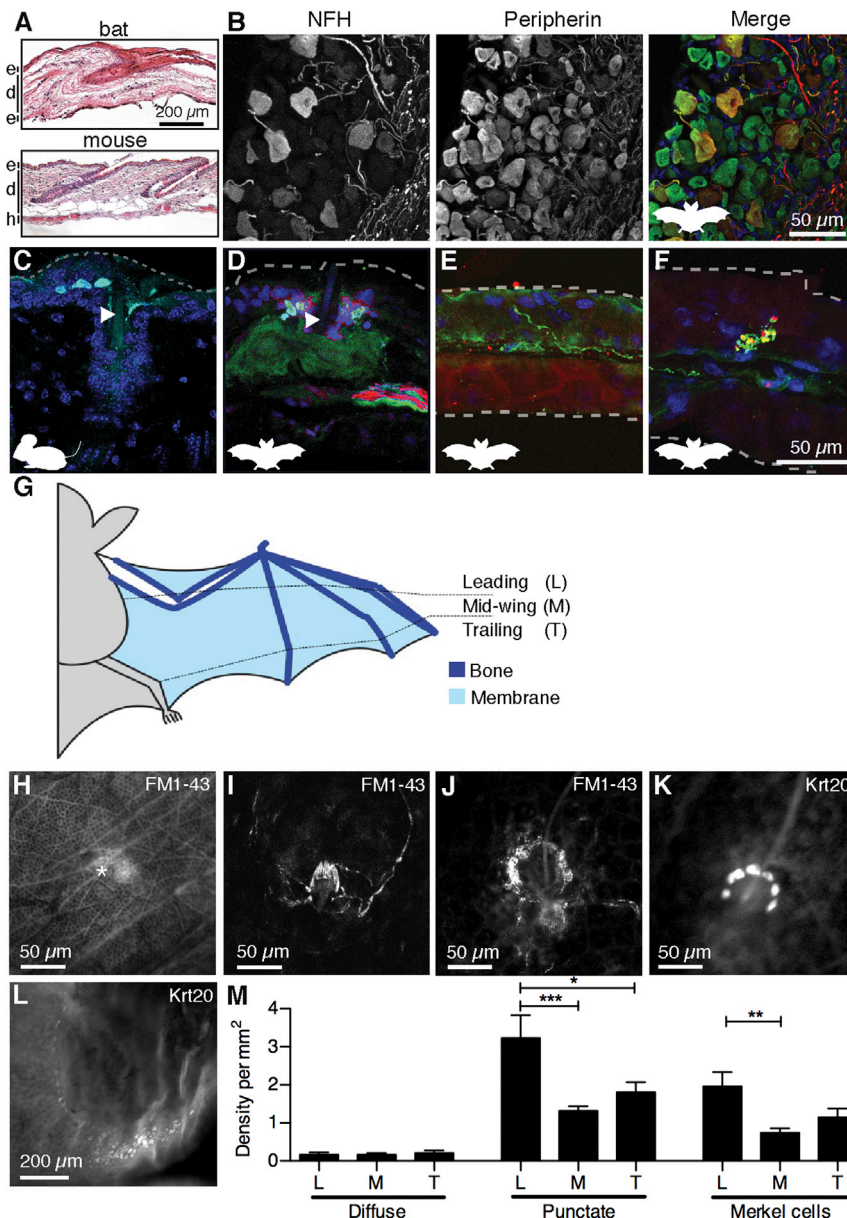 A
bat
e
d
e
200 µm
mouse
e
d
h
B
NFH
Peripherin
Merge
50 µm
C
D
E
F
50 µm
G
Leading (L)
Mid-wing (M)
Trailing (T)
Bone
Membrane
H
FM1-43
*
50 µm
I
FM1-43
50 µm
J
FM1-43
50 µm
K
Krt20
50 µm
L
Krt20
200 µm
M
Density per mm²
4
3
2
1
0
*
***
**
L M T L M T L M T
Diffuse Punctate Merkel cells